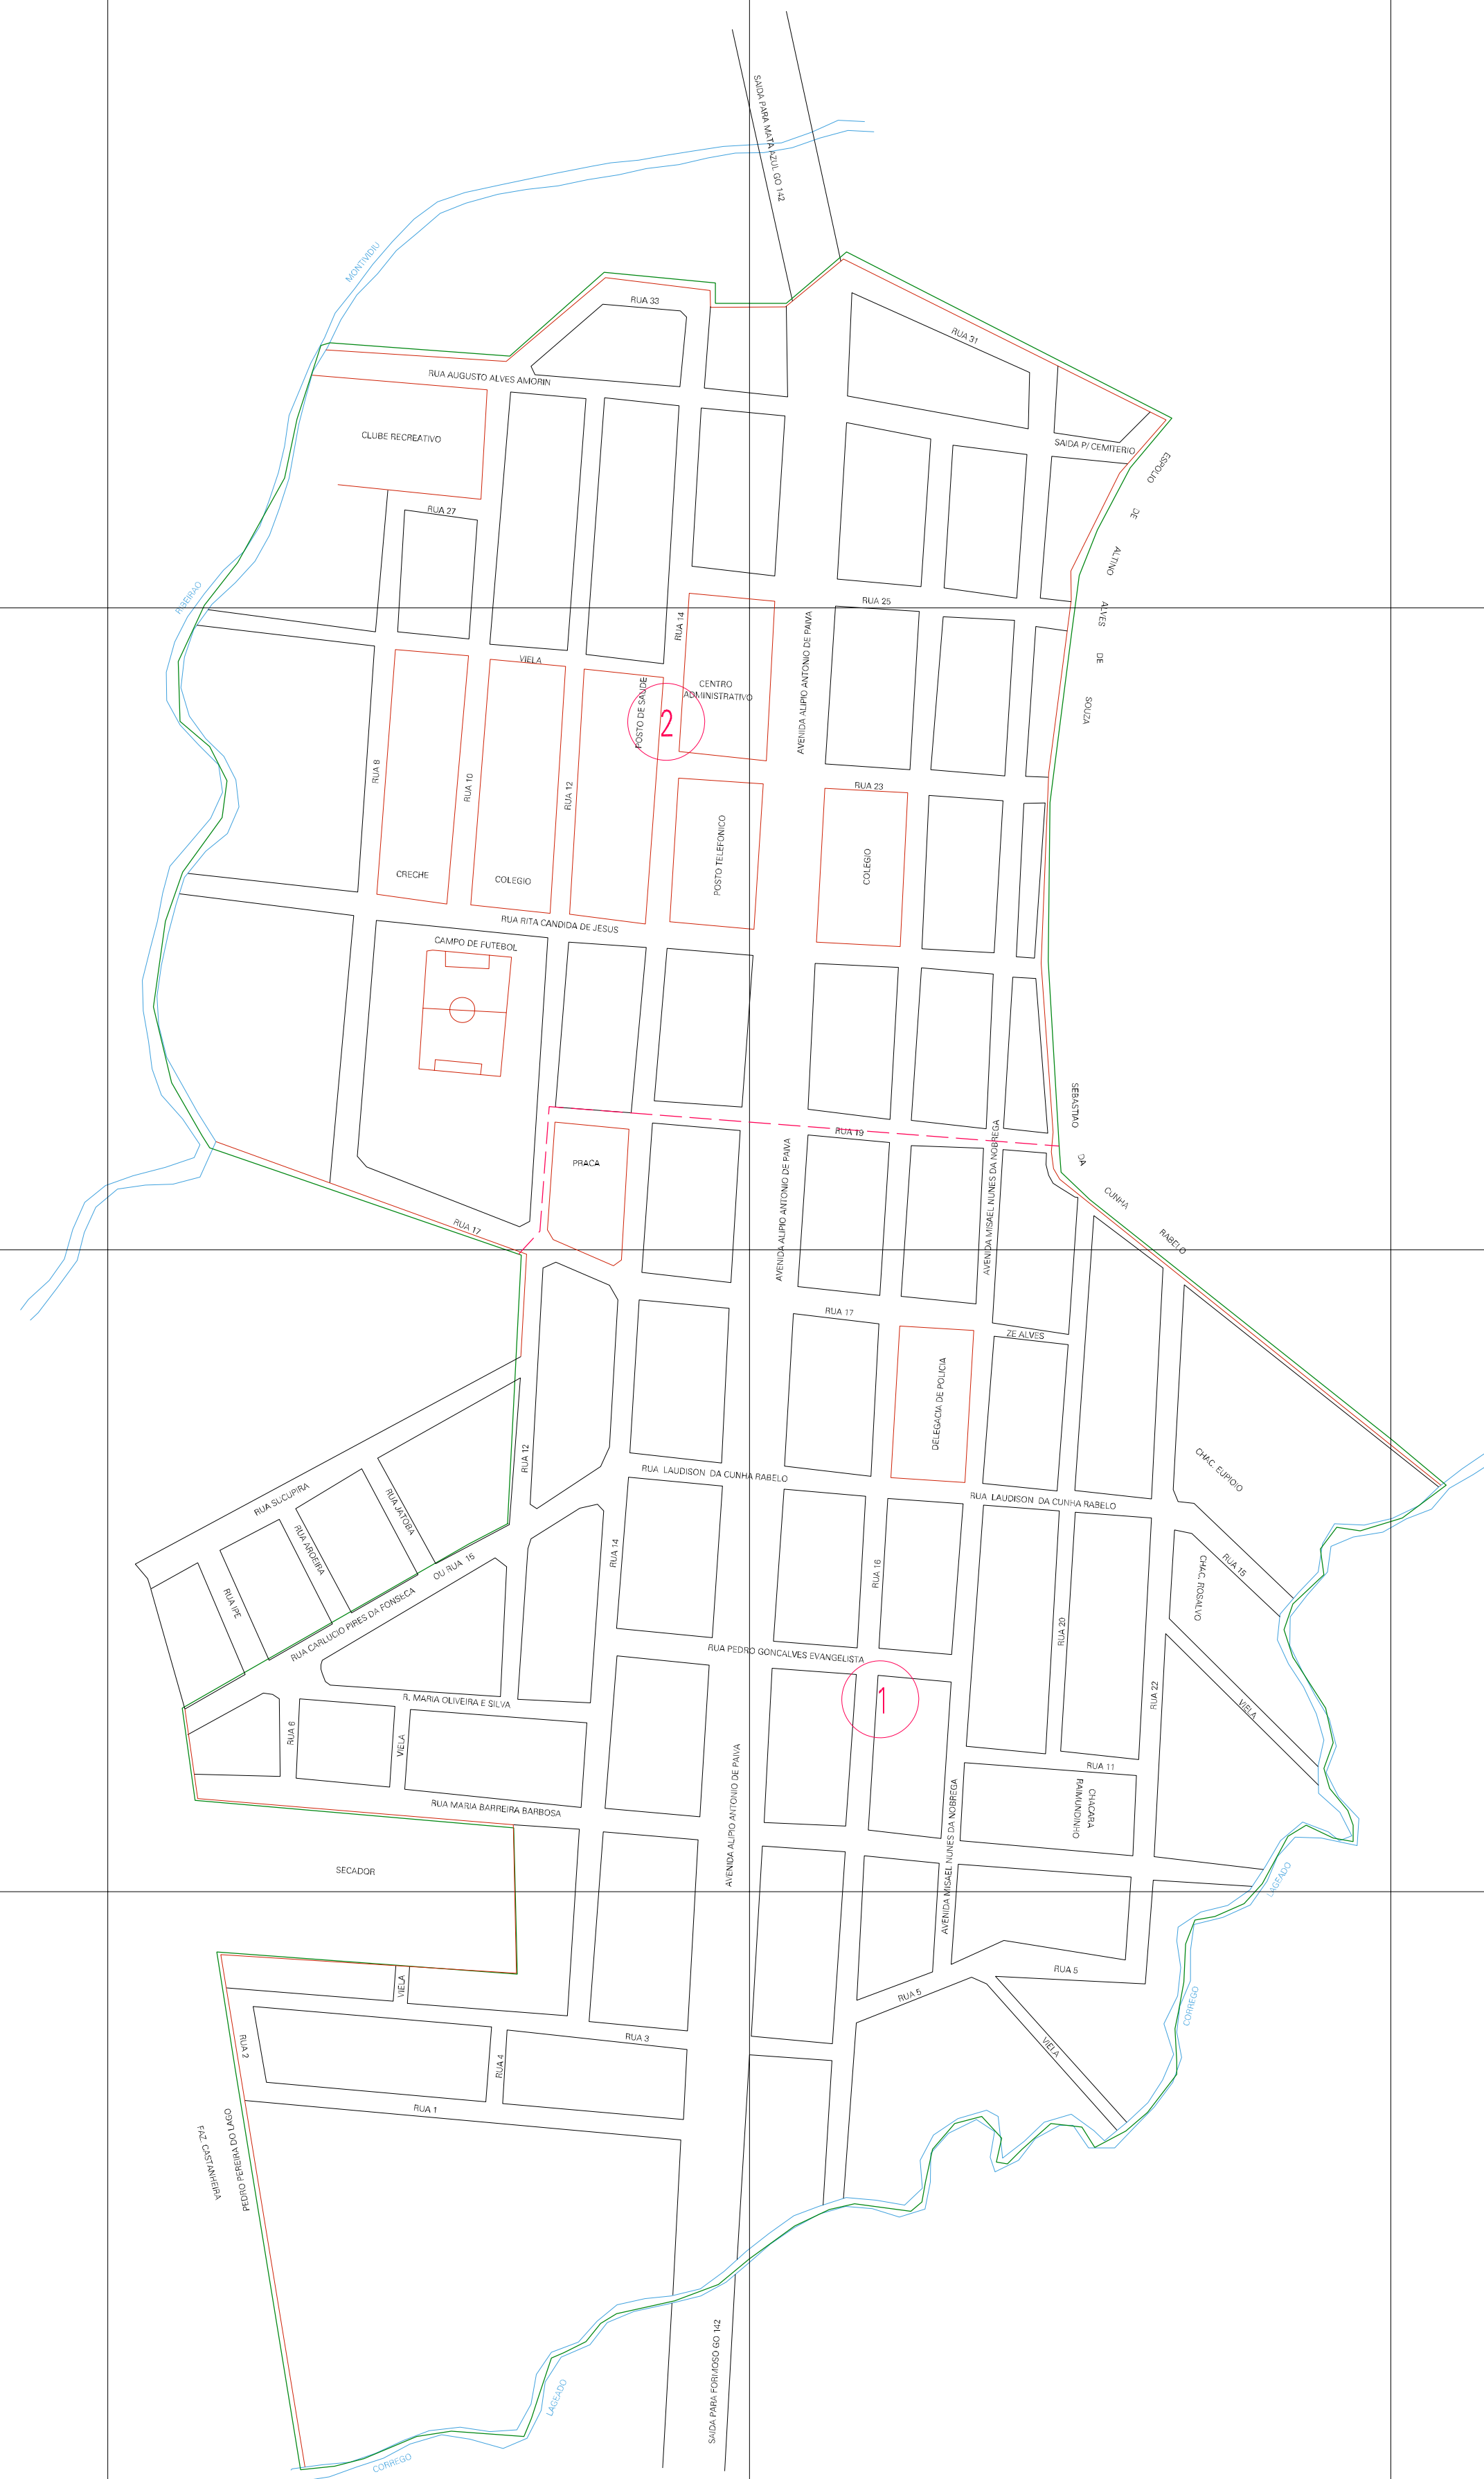 SAIDA PARA MATA AZUL GO 142
MONTIVIDIU
RUA 33
RUA 31
RUA AUGUSTO ALVES AMORIN
CLUBE RECREATIVO
SAIDA P/ CEMITERIO
ESPOLIO
DE
ALTINO
ALVES
DE
SOUZA
RUA 27
RIBEIRAO
RUA 25
RUA 14
VIELA
CENTRO
ADMINISTRATIVO
POSTO DE SAUDE
2
AVENIDA ALIPIO ANTONIO DE PAIVA
RUA 8
RUA 10
RUA 12
RUA 23
POSTO TELEFONICO
COLEGIO
CRECHE
COLEGIO
RUA RITA CANDIDA DE JESUS
CAMPO DE FUTEBOL
SEBASTIAO
DA
CUNHA
RABELO
RUA 19
AVENIDA MISAEL NUNES DA NOBREGA
AVENIDA ALIPIO ANTONIO DE PAIVA
PRACA
RUA 17
RUA 17
ZE ALVES
DELEGACIA DE POLICIA
RUA 12
RUA LAUDISON DA CUNHA RABELO
RUA LAUDISON DA CUNHA RABELO
CHAC. EUPIOIO
RUA SUCUPIRA
RUA JATOBA
RUA AROEIRA
RUA IPE
RUA CARLUCIO PIRES DA FONSECA
OU RUA 15
RUA 14
RUA 16
RUA 15
CHAC. ROSALVO
RUA 20
RUA PEDRO GONCALVES EVANGELISTA
1
RUA 22
VIELA
R. MARIA OLIVEIRA E SILVA
RUA 6
VIELA
RUA 11
CHACARA
RAIMUNDINHO
RUA MARIA BARREIRA BARBOSA
AVENIDA ALIPIO ANTONIO DE PAIVA
AVENIDA MISAEL NUNES DA NOBREGA
SECADOR
LAGEADO
RUA 5
RUA 5
CORREGO
VIELA
VIELA
RUA 2
RUA 3
RUA 4
RUA 1
PEDRO PEREIRA DO LAGO
FAZ. CASTANHEIRA
SAIDA PARA FORMOSO GO 142
LAGEADO
CORREGO